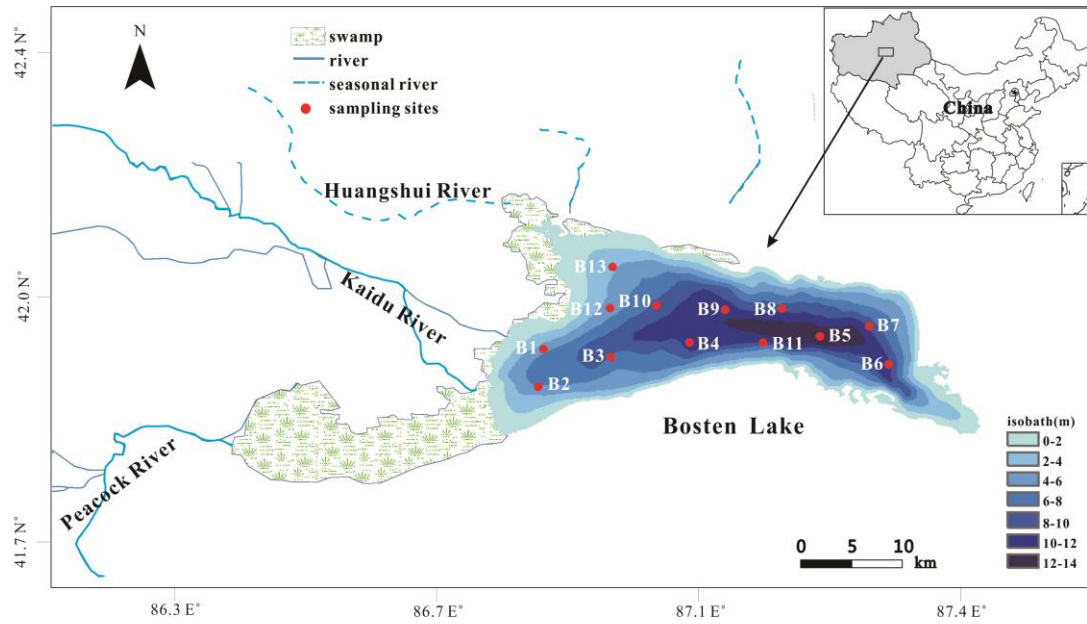 N
swamp
river
seasonal river
sampling sites
China
Huangshui River
Kaidu River
Peacock River
Bosten Lake
B13
B12
B10
B9
B8
B7
B1
B3
B4
B11
B5
B6
B2
isobath(m)
0-2
2-4
4-6
6-8
8-10
10-12
12-14
0 5 10
km
42.4 N°
42.0 N°
41.7 N°
86.3 E°
86.7 E°
87.1 E°
87.4 E°